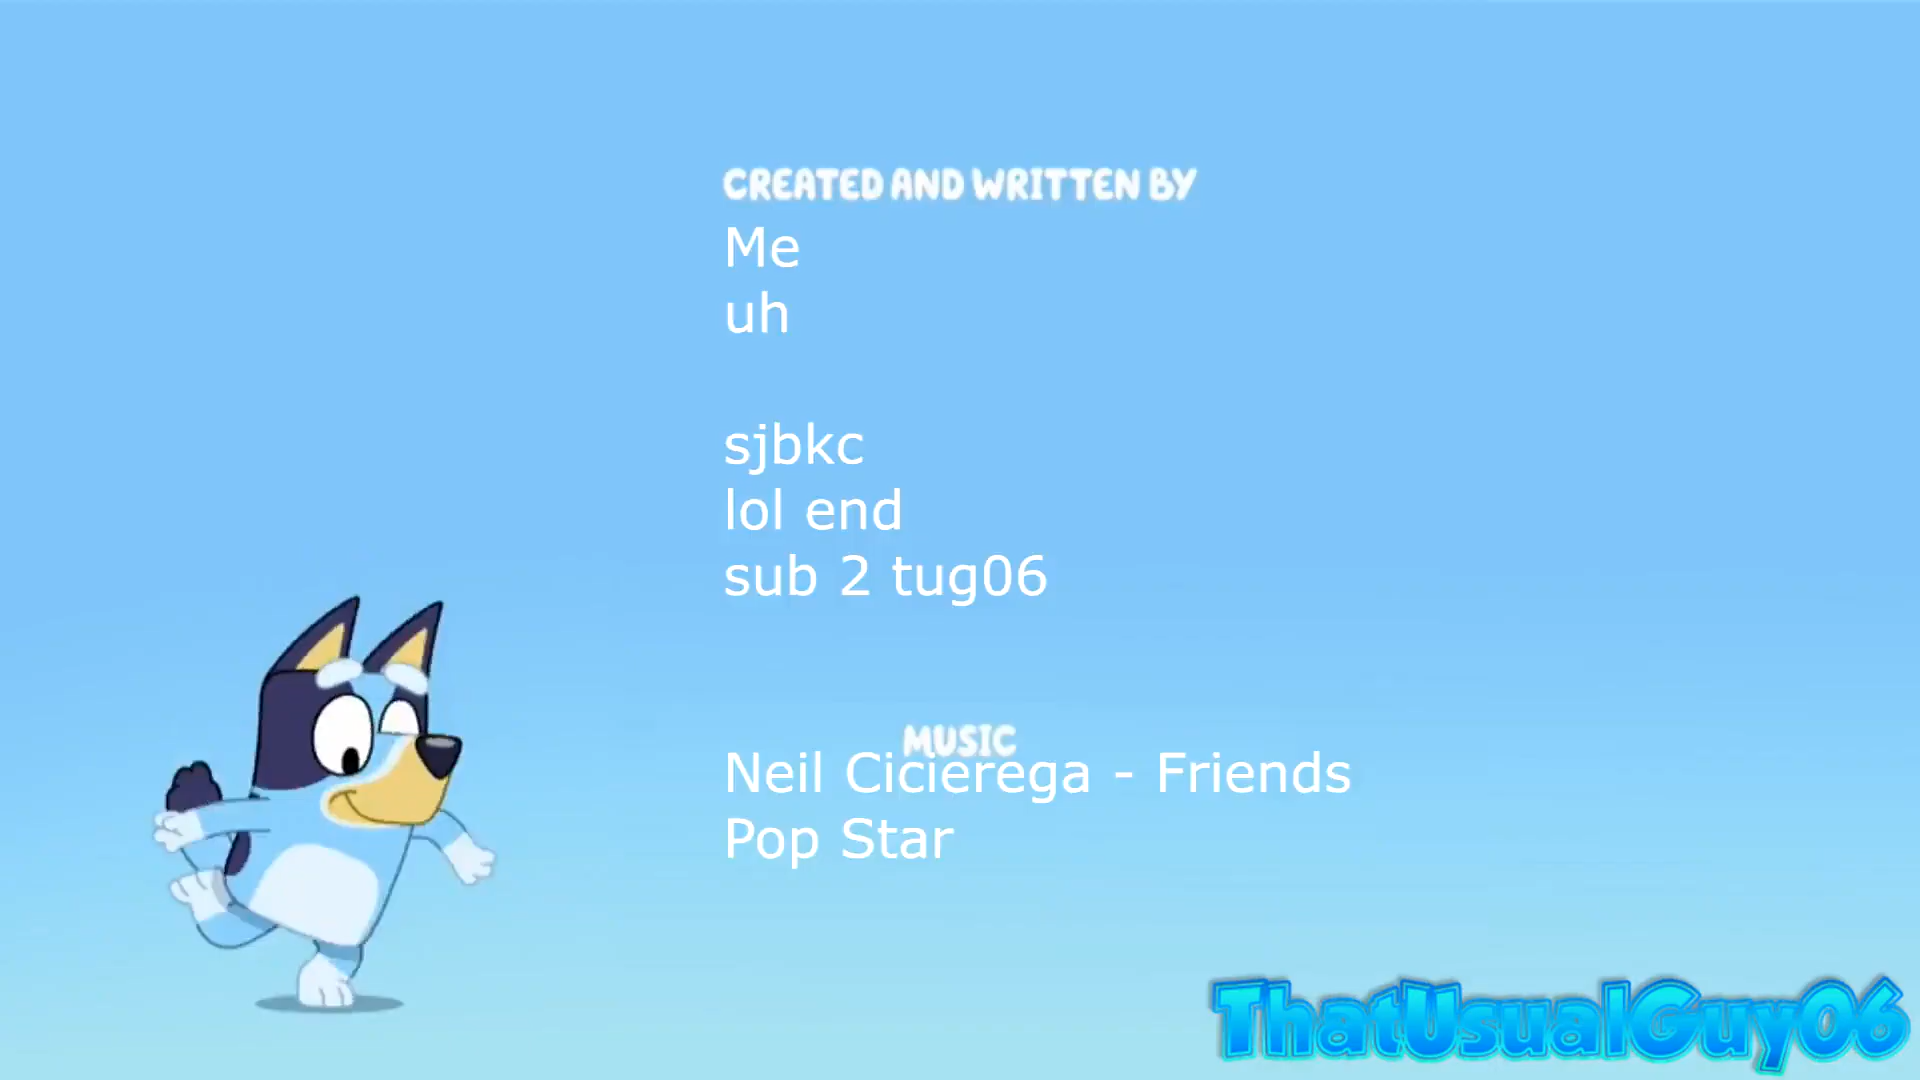 CREATED AND WRITTEN BY
Me
uh
sjbkc
lol end
sub 2 tug06
MUSIC
Neil Cicierega - Friends
Pop Star
ThatUsualGuy06